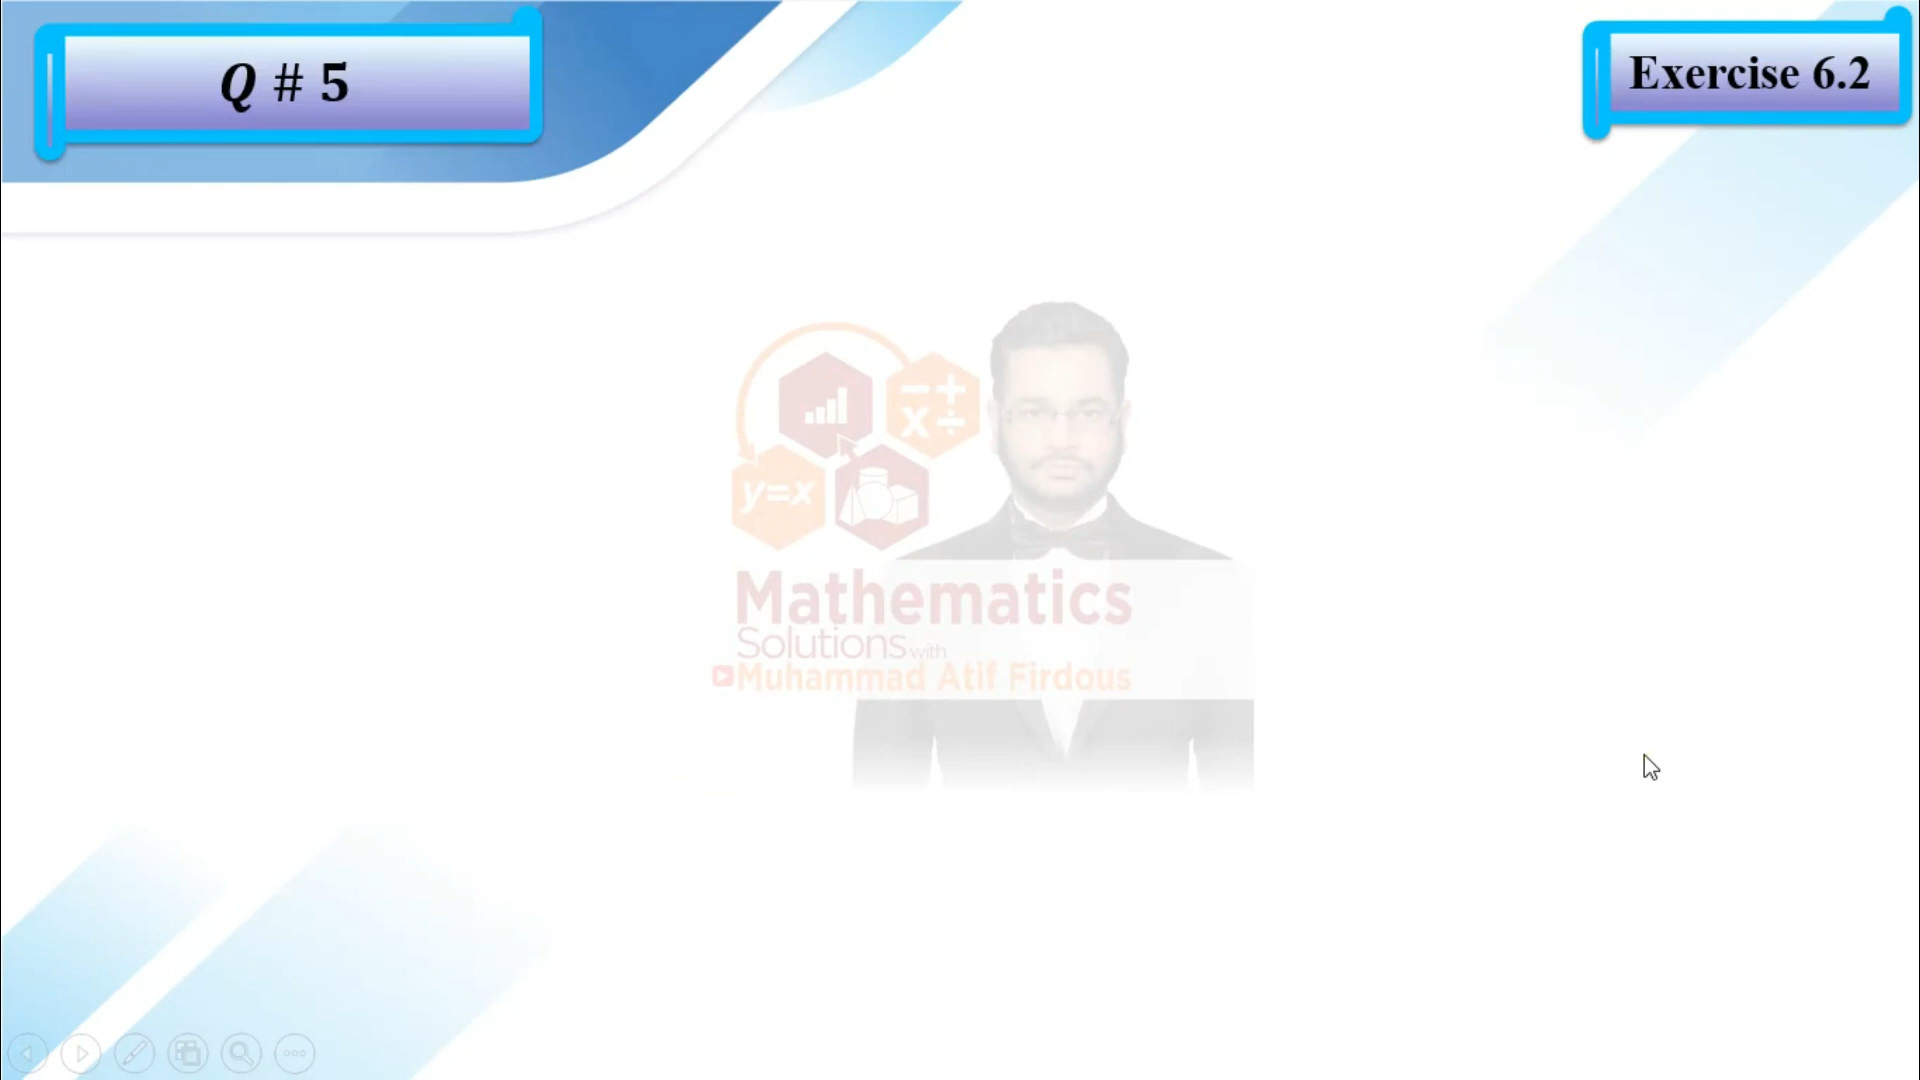 Q # 5
Exercise 6.2
− +
x ÷
y=x
Mathematics
Solutions with
Muhammad Atif Firdous